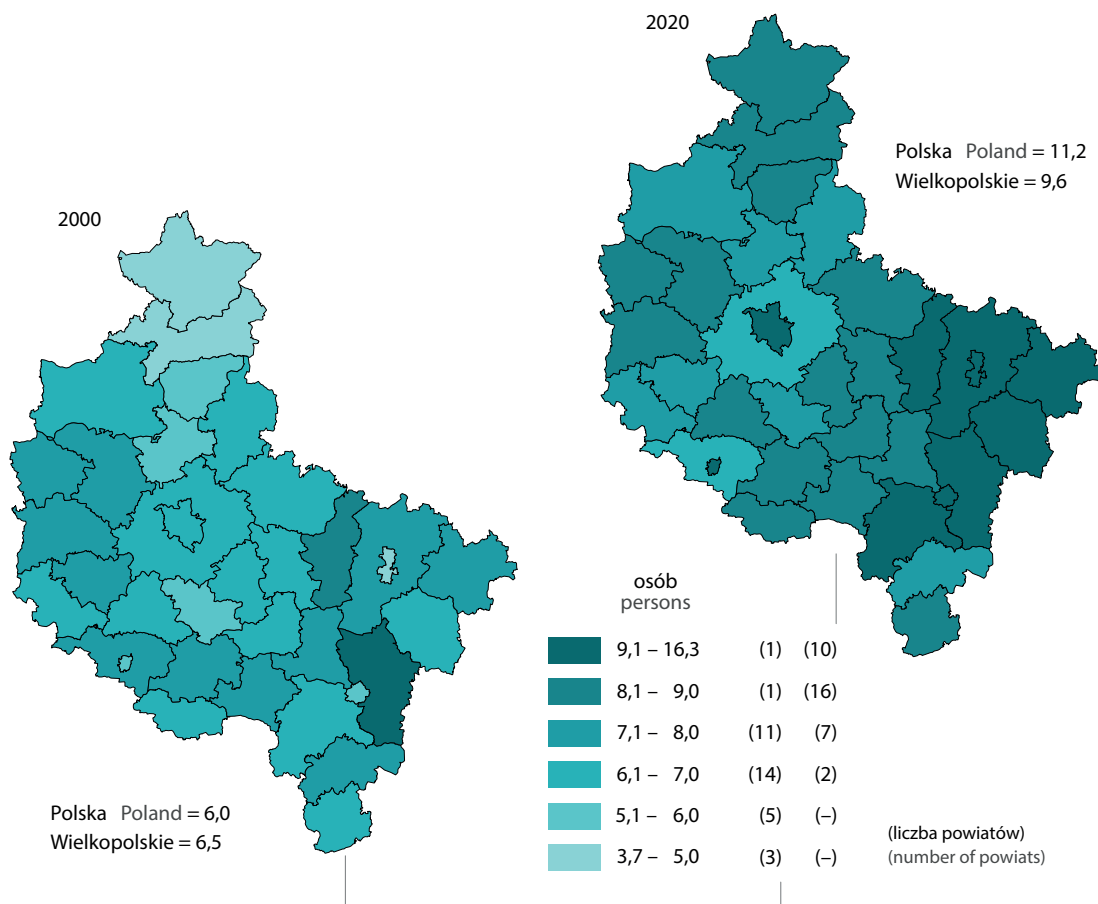 2020
Polska Poland = 11,2
Wielkopolskie = 9,6
2000
Polska Poland = 6,0
Wielkopolskie = 6,5
osób
persons
9,1 – 16,3 (1) (10)
8,1 – 9,0 (1) (16)
7,1 – 8,0 (11) (7)
6,1 – 7,0 (14) (2)
5,1 – 6,0 (5) (–)
3,7 – 5,0 (3) (–)
(liczba powiatów)
(number of powiats)